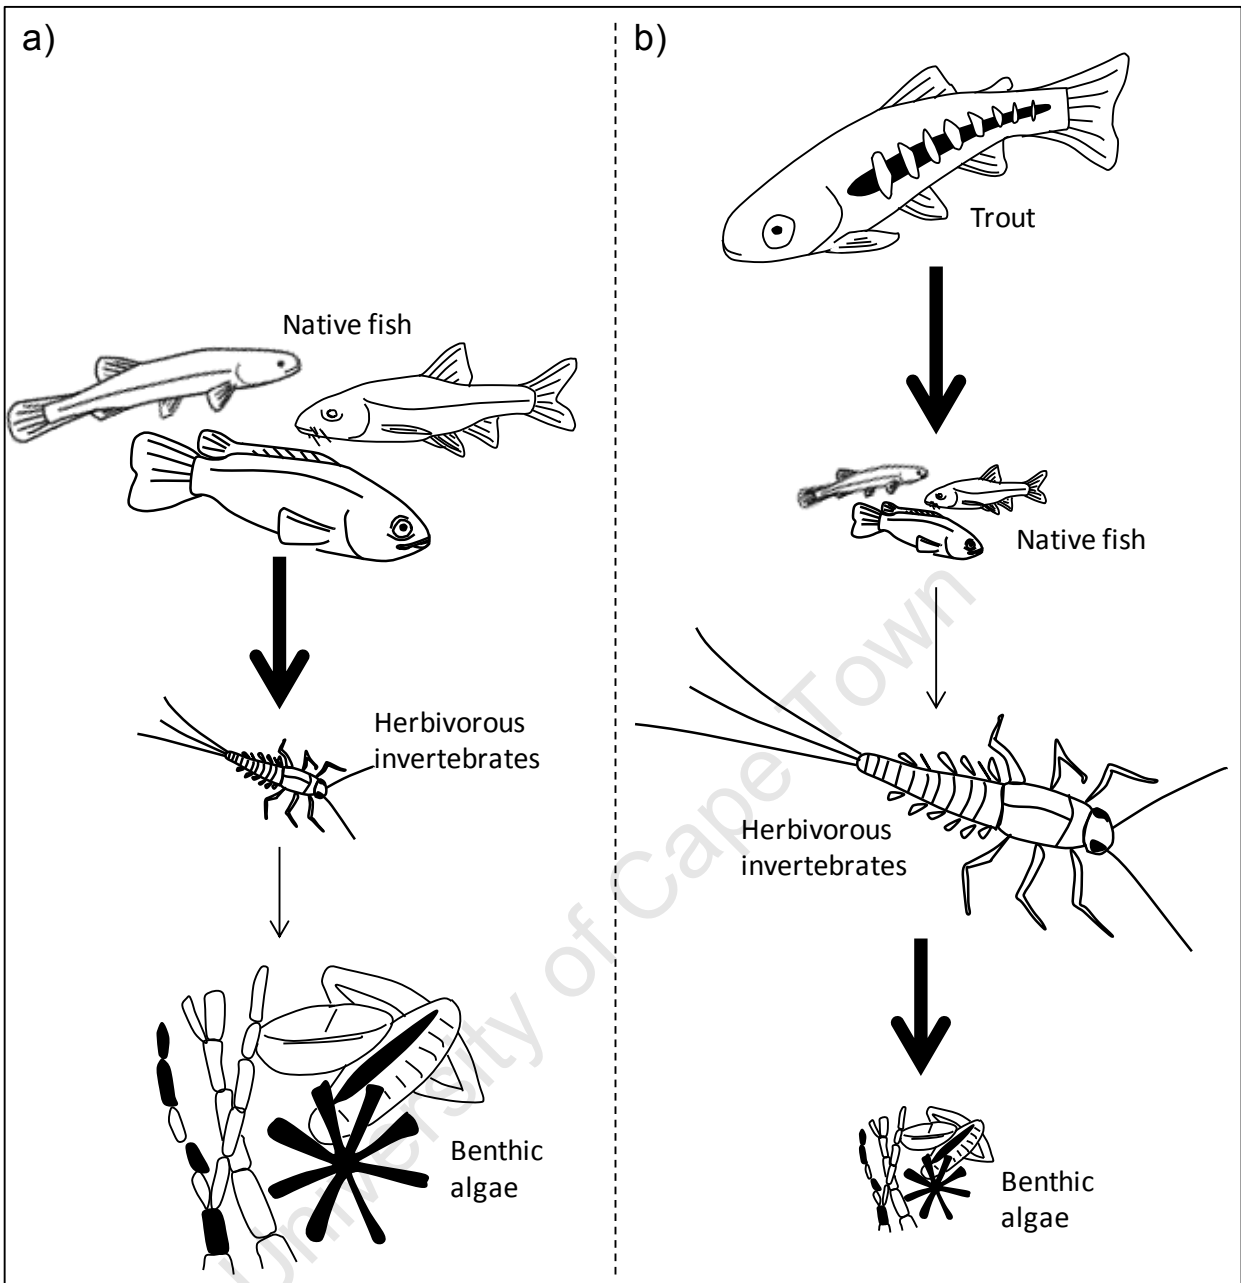 a)
Native fish
Herbivorous
invertebrates
Benthic
algae
b)
Trout
Native fish
Herbivorous
invertebrates
Benthic
algae
University of Cape Town